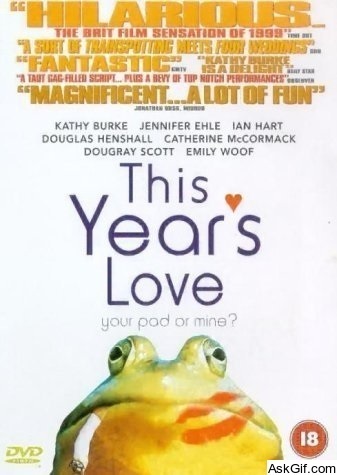 "HILARIOUS
THE BRIT FILM SENSATION OF 1999"
"A SORT OF TRAINSPOTTING MEETS FOUR WEDDINGS"
"FANTASTIC" "KATHY BURKE
IS A DELIGHT"
"A TAUT GAG-FILLED SCRIPT... PLUS A BEVY OF TOP NOTCH PERFORMANCES"
"MAGNIFICENT...A LOT OF FUN"
KATHY BURKE JENNIFER EHLE IAN HART
DOUGLAS HENSHALL CATHERINE McCORMACK
DOUGRAY SCOTT EMILY WOOF
This
Year's
Love
your pad or mine?
DVD
VIDEO
18
AskGif.com